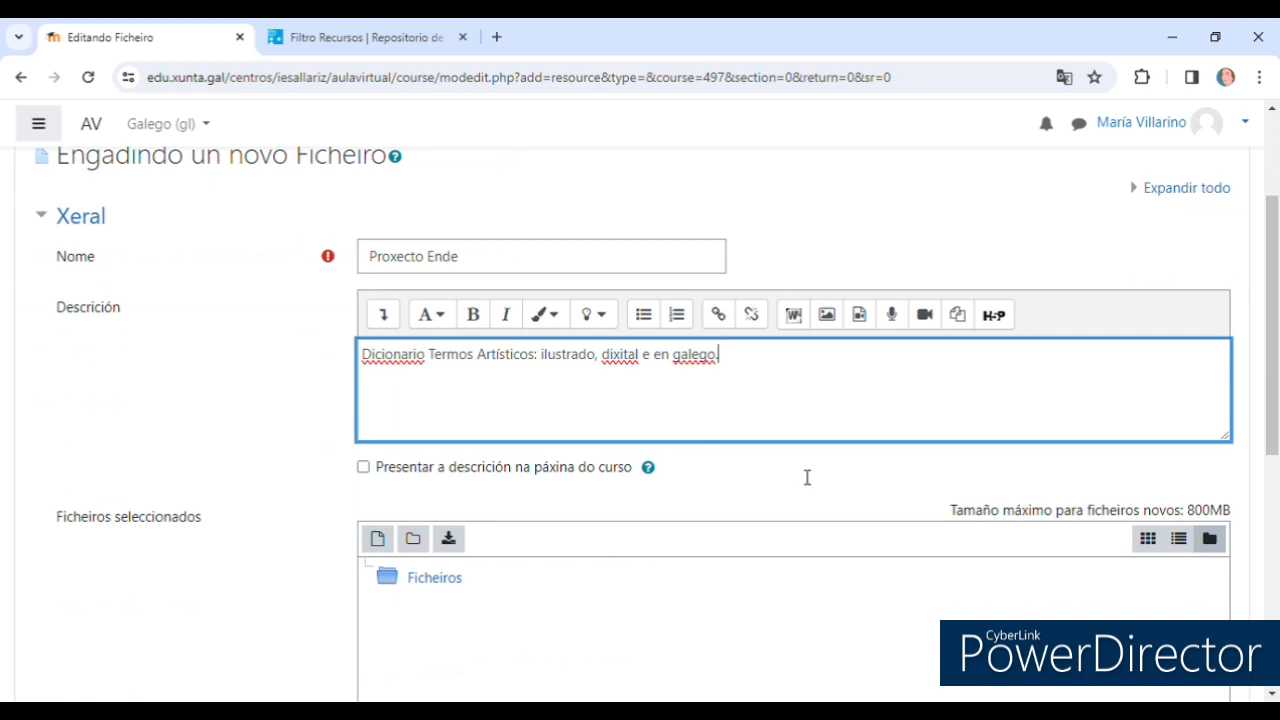 Editando Ficheiro
Filtro Recursos | Repositorio de
edu.xunta.gal/centros/iesallariz/aulavirtual/course/modedit.php?add=resource&type=&course=497&section=0&return=0&sr=0
AV Galego (gl) María Villarino
Engadindo un novo Ficheiro
Expandir todo
Xeral
Nome Proxecto Ende
Descrición
A B I W H-P
Dicionario Termos Artísticos: ilustrado, dixital e en galego.
Presentar a descrición na páxina do curso
Tamaño máximo para ficheiros novos: 800MB
Ficheiros seleccionados
Ficheiros
CyberLink
PowerDirector